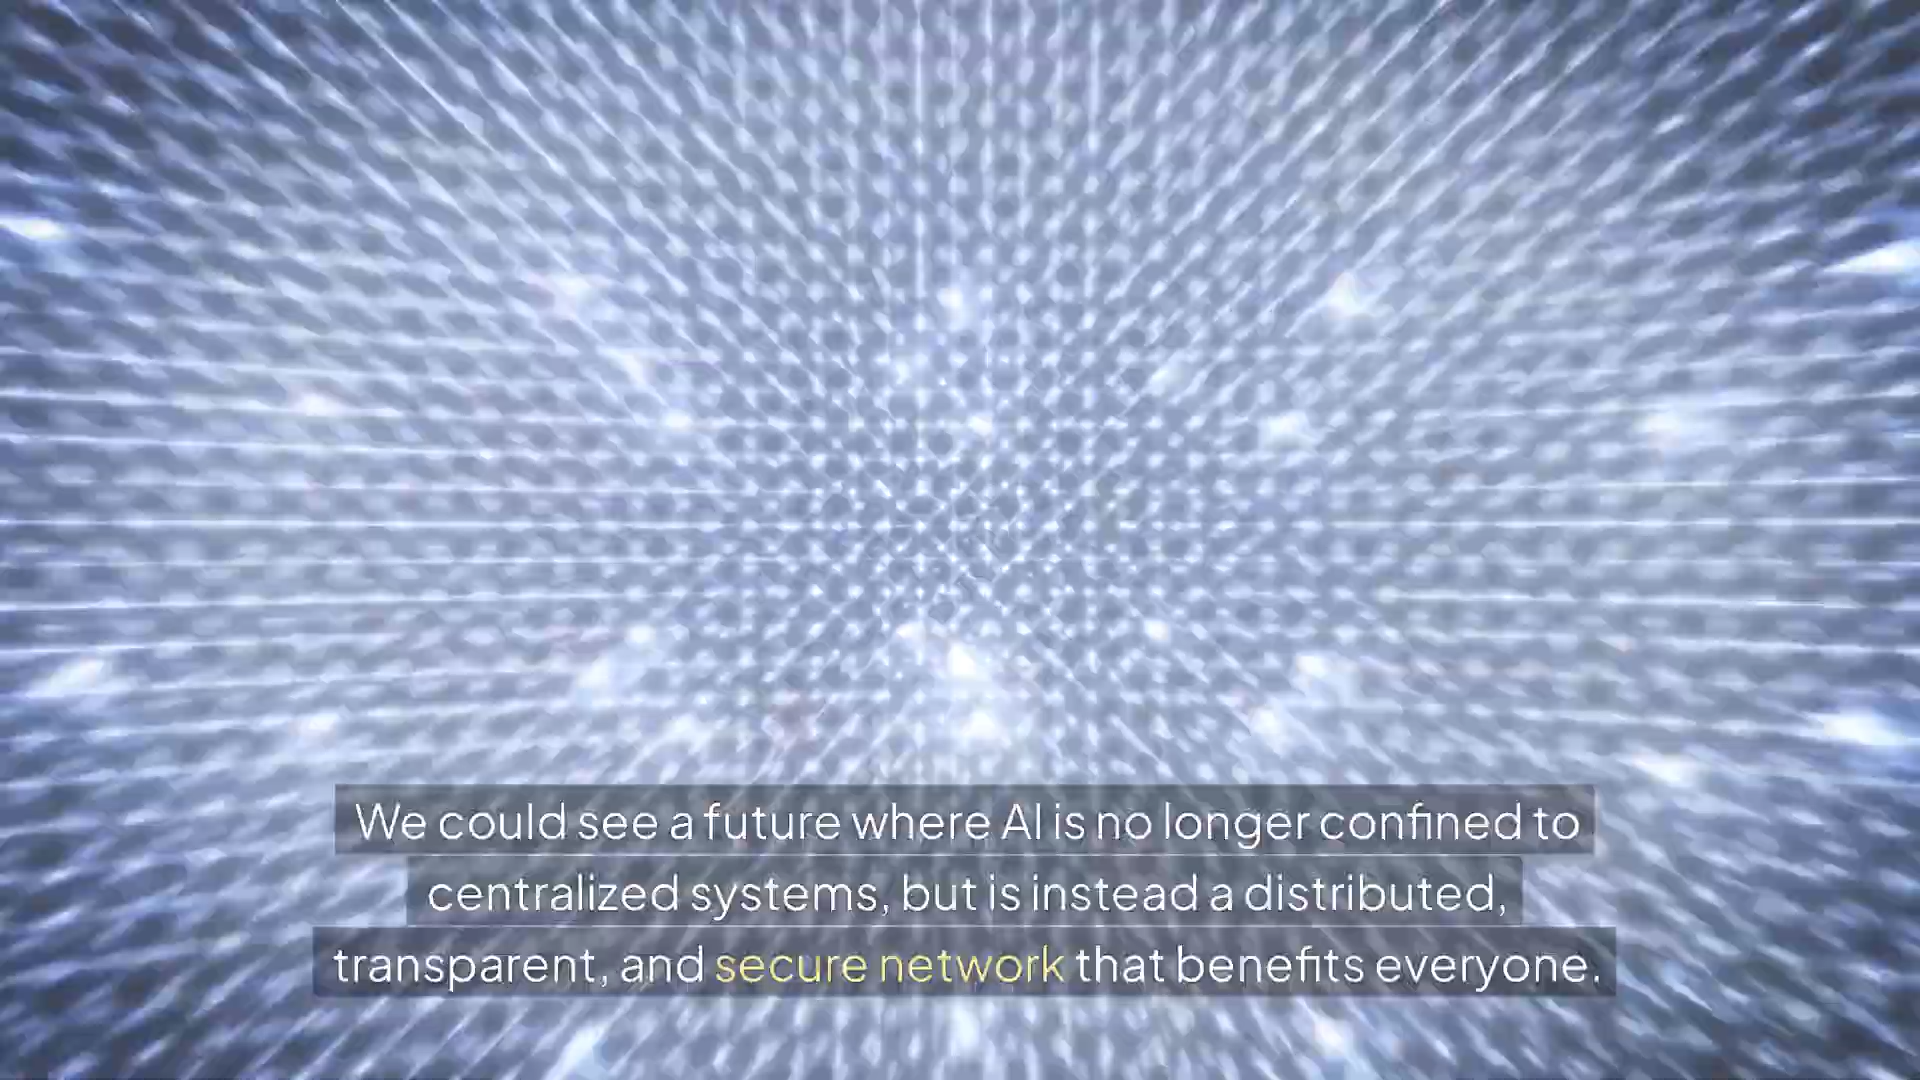 We could see a future where AI is no longer confined to
centralized systems, but is instead a distributed,
transparent, and secure network that benefits everyone.